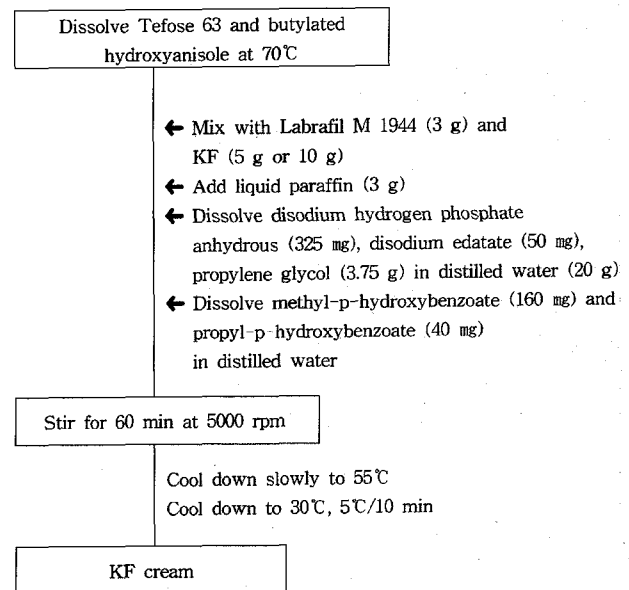 Dissolve Tefose 63 and butylated
hydroxyanisole at 70℃
← Mix with Labrafil M 1944 (3 g) and
KF (5 g or 10 g)
← Add liquid paraffin (3 g)
← Dissolve disodium hydrogen phosphate
anhydrous (325 ㎎), disodium edatate (50 ㎎),
propylene glycol (3.75 g) in distilled water (20 g)
← Dissolve methyl-p-hydroxybenzoate (160 ㎎) and
propyl-p-hydroxybenzoate (40 ㎎)
in distilled water
Stir for 60 min at 5000 rpm
Cool down slowly to 55℃
Cool down to 30℃, 5℃/10 min
KF cream